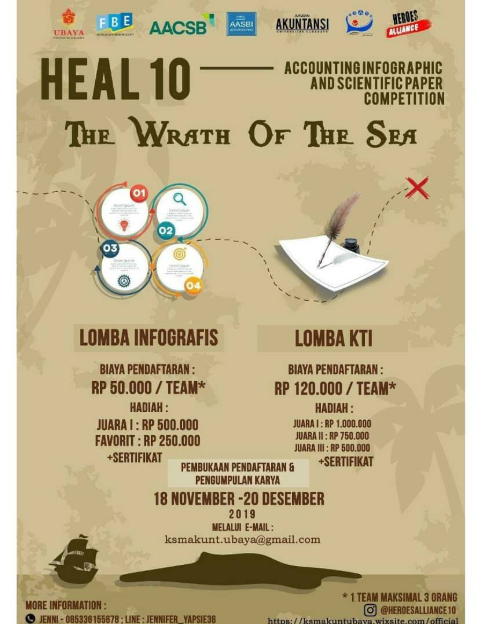 UBAYA
FBE
AACSB
AASBI
AKUNTANSI
HEROES
ALLIANCE
HEAL 10
ACCOUNTING INFOGRAPHIC
AND SCIENTIFIC PAPER
COMPETITION
THE WRATH OF THE SEA
01
02
03
04
LOMBA INFOGRAFIS
BIAYA PENDAFTARAN :
RP 50.000 / TEAM*
HADIAH :
JUARA I : RP 500.000
FAVORIT : RP 250.000
+SERTIFIKAT
LOMBA KTI
BIAYA PENDAFTARAN :
RP 120.000 / TEAM*
HADIAH :
JUARA I : RP 1.000.000
JUARA II : RP 750.000
JUARA III : RP 500.000
+SERTIFIKAT
PEMBUKAAN PENDAFTARAN &
PENGUMPULAN KARYA
18 NOVEMBER -20 DESEMBER
2019
MELALUI E-MAIL :
ksmakunt.ubaya@gmail.com
* 1 TEAM MAKSIMAL 3 ORANG
MORE INFORMATION :
@HEROESALLIANCE10
JENNI - 085336155678 ; LINE : JENNIFER_YAPSIE36
https://ksmakuntubaya.wixsite.com/official